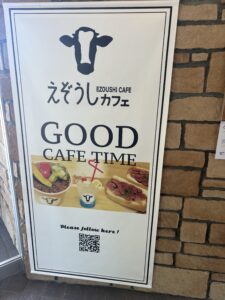 EZOUSHI CAFE
えぞうしカフェ
GOOD
CAFE TIME
Please follow here !